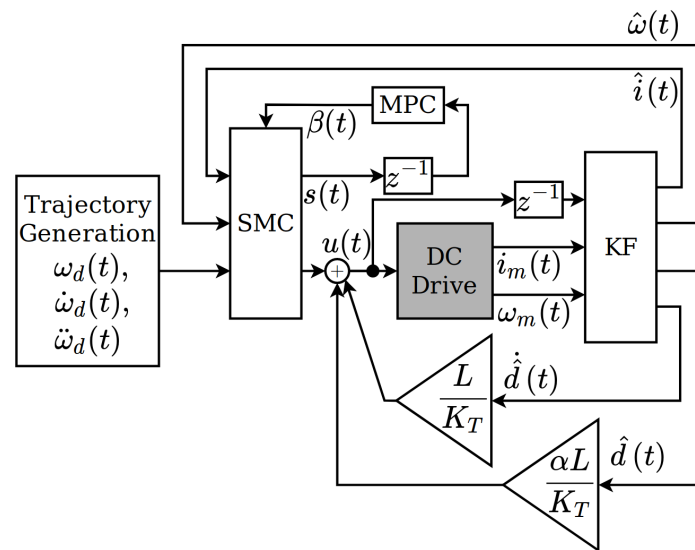 ω̂(t)
î(t)
MPC
β(t)
s(t)
z⁻¹
z⁻¹
Trajectory
Generation
ω_d(t),
ω̇_d(t),
ω̈_d(t)
SMC
u(t)
+
DC
Drive
i_m(t)
ω_m(t)
KF
L
K_T
d̂̇(t)
αL
K_T
d̂(t)